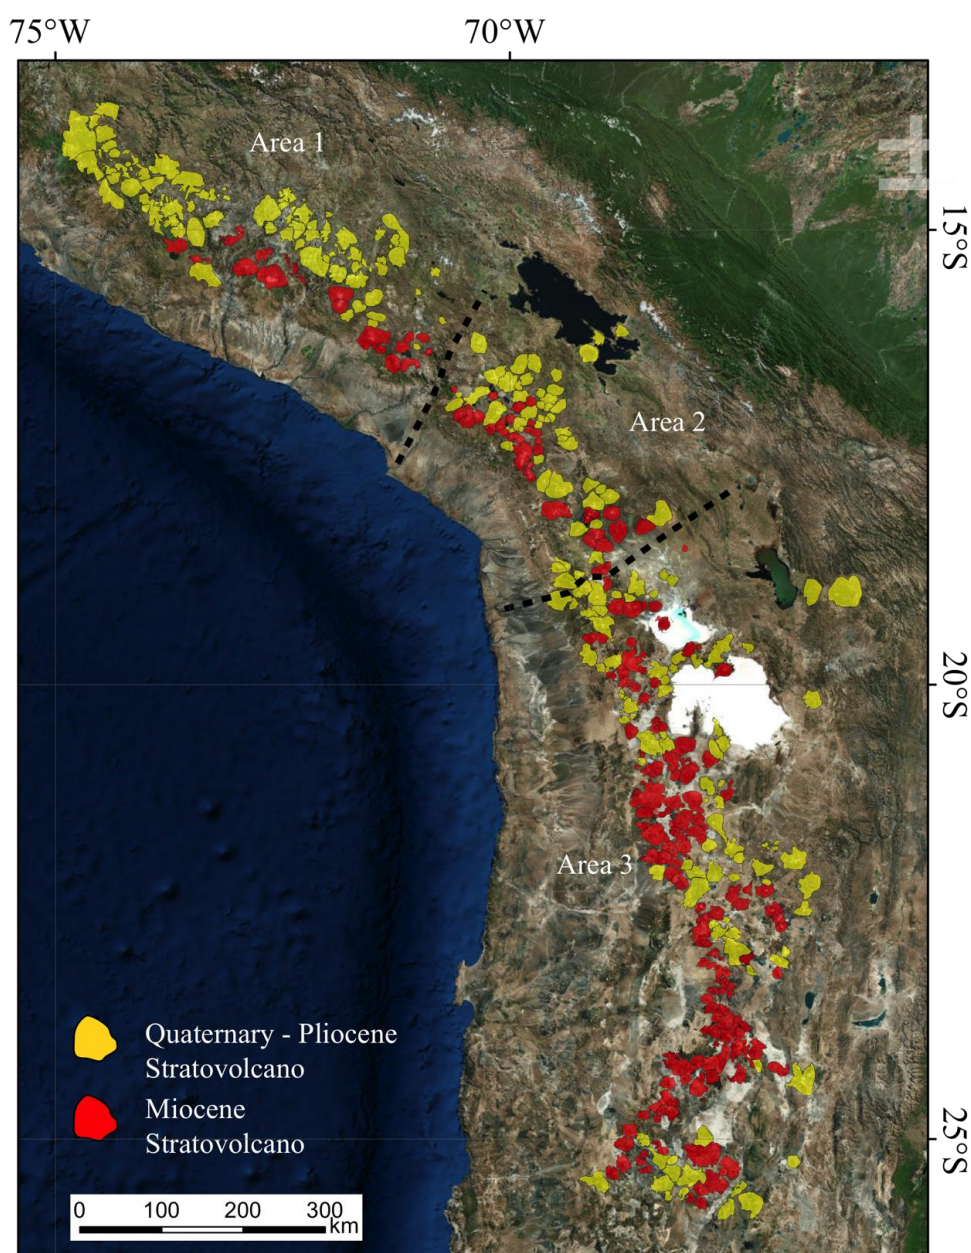 75°W
70°W
Area 1
15°S
Area 2
20°S
Area 3
Quaternary - Pliocene
Stratovolcano
Miocene
Stratovolcano
25°S
0 100 200 300
km